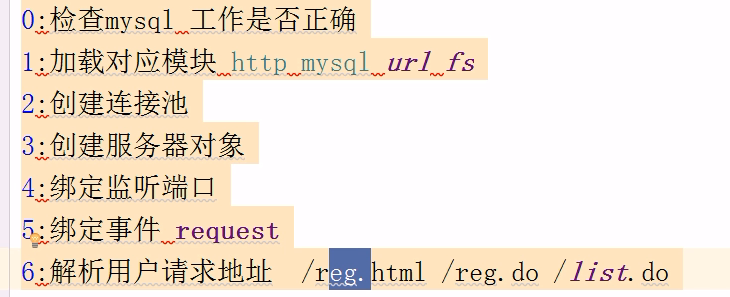 0:检查mysql 工作是否正确
1:加载对应模块 http mysql url fs
2:创建连接池
3:创建服务器对象
4:绑定监听端口
5:绑定事件 request
6:解析用户请求地址 /reg.html /reg.do /list.do